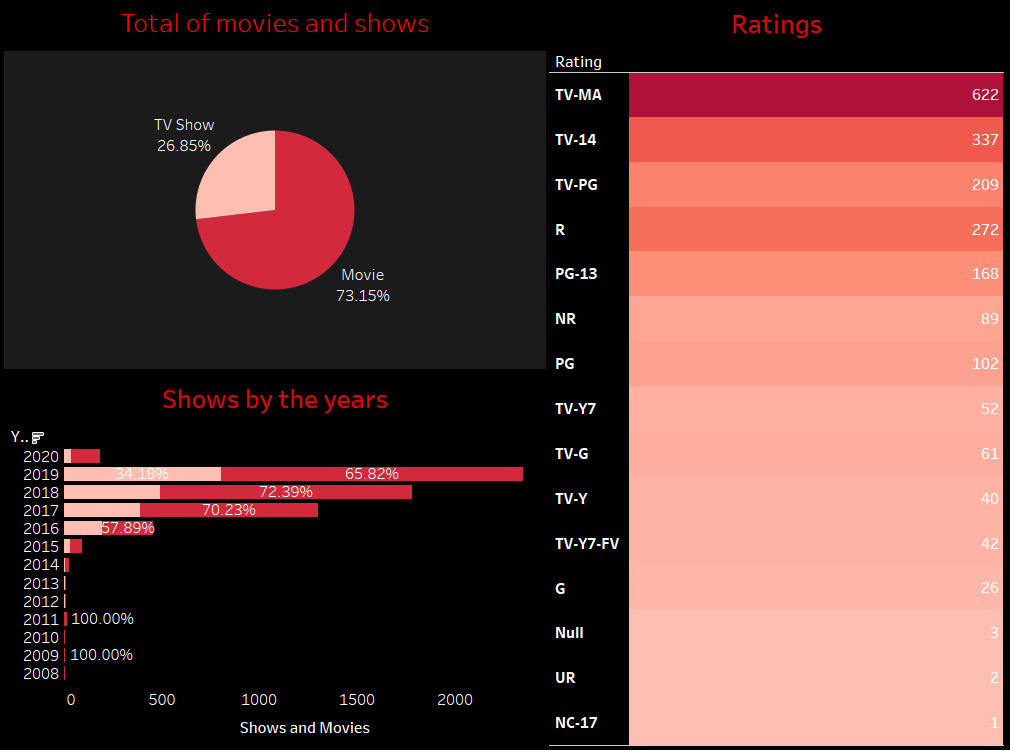 Total of movies and shows
TV Show
26.85%
Movie
73.15%
Shows by the years
Y..
2020
2019 34.18% 65.82%
2018 72.39%
2017 70.23%
2016 57.89%
2015
2014
2013
2012
2011 100.00%
2010
2009 100.00%
2008
0 500 1000 1500 2000
Shows and Movies
Ratings
Rating
TV-MA 622
TV-14 337
TV-PG 209
R 272
PG-13 168
NR 89
PG 102
TV-Y7 52
TV-G 61
TV-Y 40
TV-Y7-FV 42
G 26
Null 3
UR 2
NC-17 1